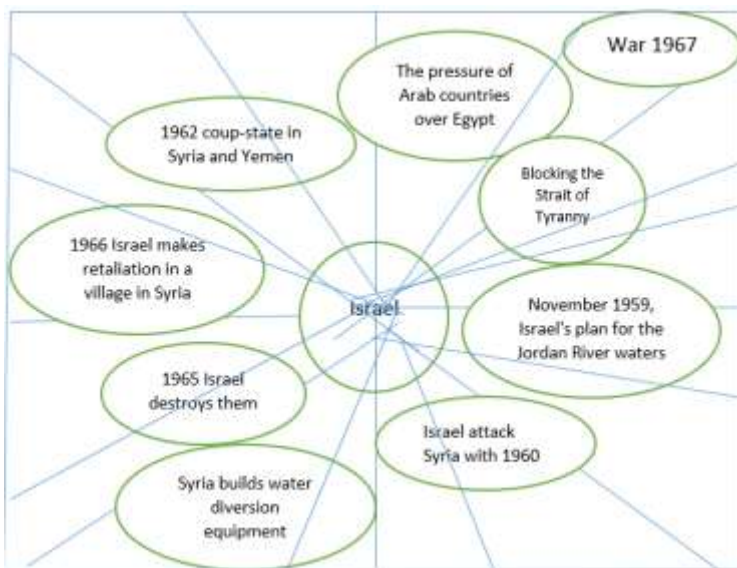 War 1967
The pressure of
Arab countries
over Egypt
1962 coup-state in
Syria and Yemen
Blocking the
Strait of
Tyranny
1966 Israel makes
retaliation in a
village in Syria
Israel
November 1959,
Israel's plan for the
Jordan River waters
1965 Israel
destroys them
Israel attack
Syria with 1960
Syria builds water
diversion
equipment